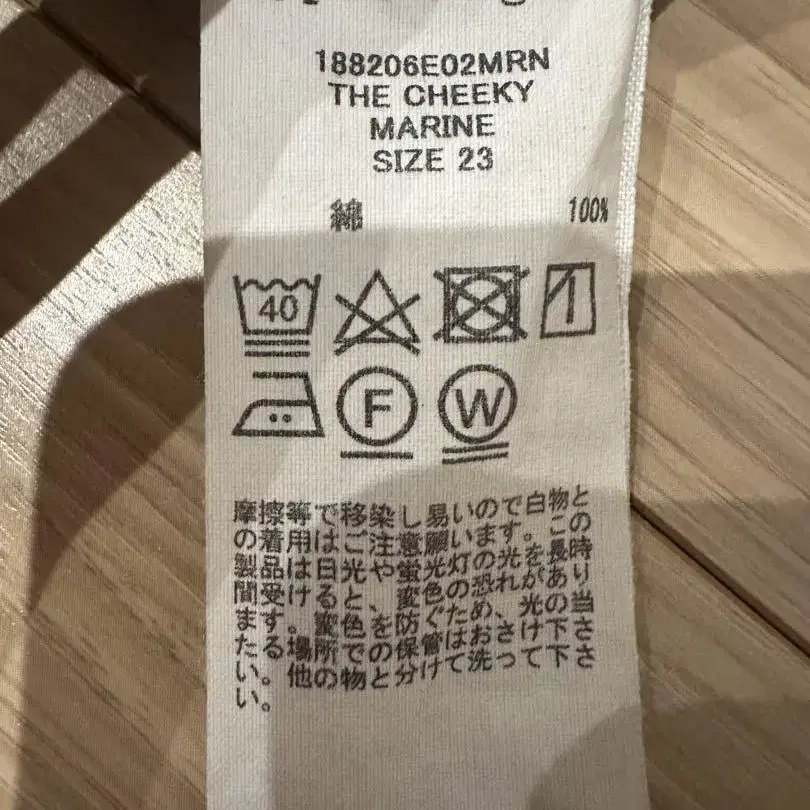 188206E02MRN
THE CHEEKY
MARINE
SIZE 23
綿 100%
40
F W
摩擦等で移染し易いので白物と
の着用はご注意願います。この
製品は日光や蛍光灯の光を長時
間受けると、変色の恐れがあり
ます。変色を防ぐため、光の当
たる場所での保管はおさけ下さ
い。他の物と分けて洗って下さ
い。